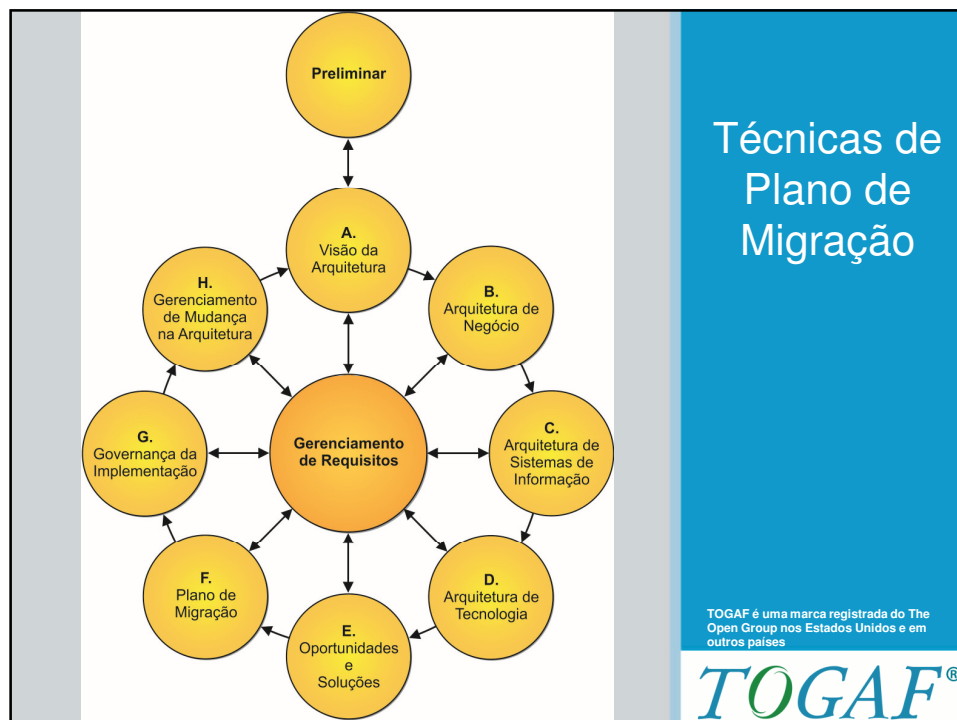 Preliminar
A.
Visão da
Arquitetura
B.
Arquitetura de
Negócio
C.
Arquitetura de
Sistemas de
Informação
D.
Arquitetura de
Tecnologia
E.
Oportunidades
e
Soluções
F.
Plano de
Migração
G.
Governança da
Implementação
H.
Gerenciamento
de Mudança
na Arquitetura
Gerenciamento
de Requisitos
Técnicas de
Plano de
Migração
TOGAF é uma marca registrada do The
Open Group nos Estados Unidos e em
outros países
TOGAF®